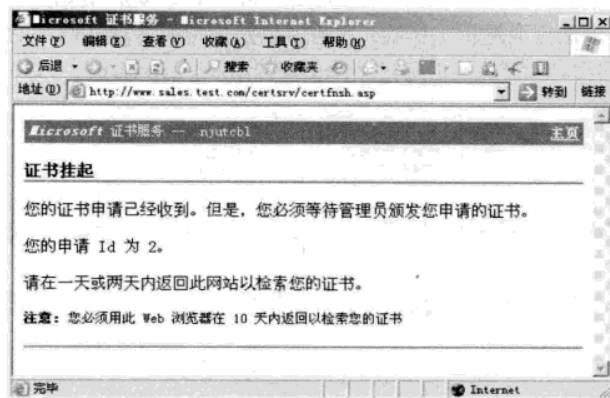 Microsoft 证书服务 - Microsoft Internet Explorer
文件(F) 编辑(E) 查看(V) 收藏(A) 工具(T) 帮助(H)
后退 搜索 收藏夹
地址(D) http://www.sales.test.com/certsrv/certfnsh.asp 转到 链接
Microsoft 证书服务 -- njutcbl 主页
证书挂起
您的证书申请已经收到。但是，您必须等待管理员颁发您申请的证书。
您的申请 Id 为 2。
请在一天或两天内返回此网站以检索您的证书。
注意：您必须用此 Web 浏览器在 10 天内返回以检索您的证书
完毕 Internet